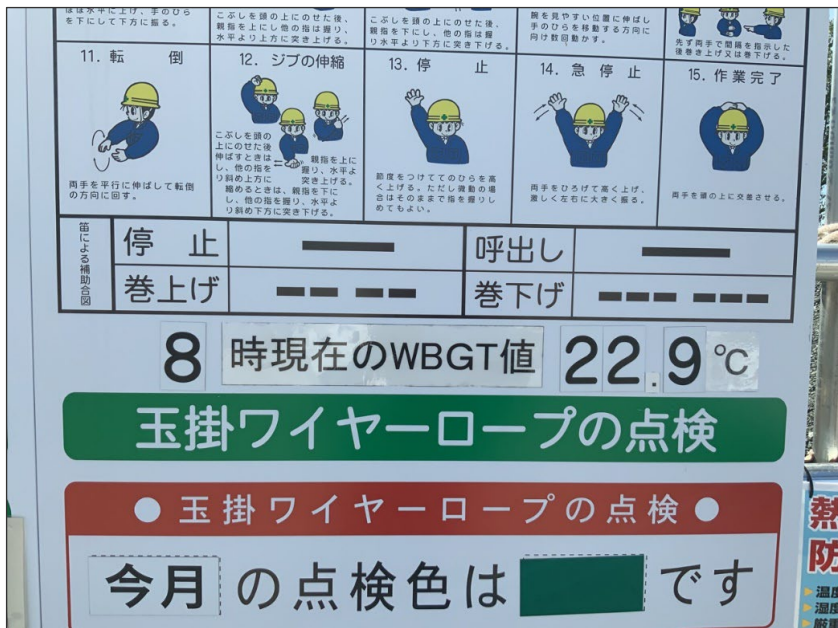 ほぼ水平に上げ、手のひら
を下にして下方に振る。
こぶしを頭の上にのせた後、
親指を上にし他の指は握り、
水平より上方に突き上げる。
こぶしを頭の上にのせた後、
親指を下にし、他の指は握
り水平より下方に突き下げる。
腕を見やすい位置に伸ばし
手のひらを移動する方向に
向け数回動かす。
先ず両手で間隔を指示した
後巻き上げ又は巻下げる。
11. 転倒
両手を平行に伸ばして転倒
の方向に回す。
12. ジブの伸縮
こぶしを頭の
上にのせた後
伸ばすときは
し、他の指を
り斜め上方に
親指を上に
握り、水平よ
突き上げる。
縮めるときは、親指を下に
し、他の指を握り、水平よ
り斜め下方に突き下げる。
13. 停止
節度をつけててのひらを高
く上げる。ただし微動の場
合はそのままで指を握りし
めてもよい。
14. 急停止
両手をひろげて高く上げ、
激しく左右に大きく振る。
15. 作業完了
両手を頭の上に交差させる。
笛による補助合図
停止
呼出し
巻上げ
巻下げ
8 時現在のWBGT値 22.9℃
玉掛ワイヤーロープの点検
● 玉掛ワイヤーロープの点検 ●
今月 の点検色は です
熱
防
温度
湿度